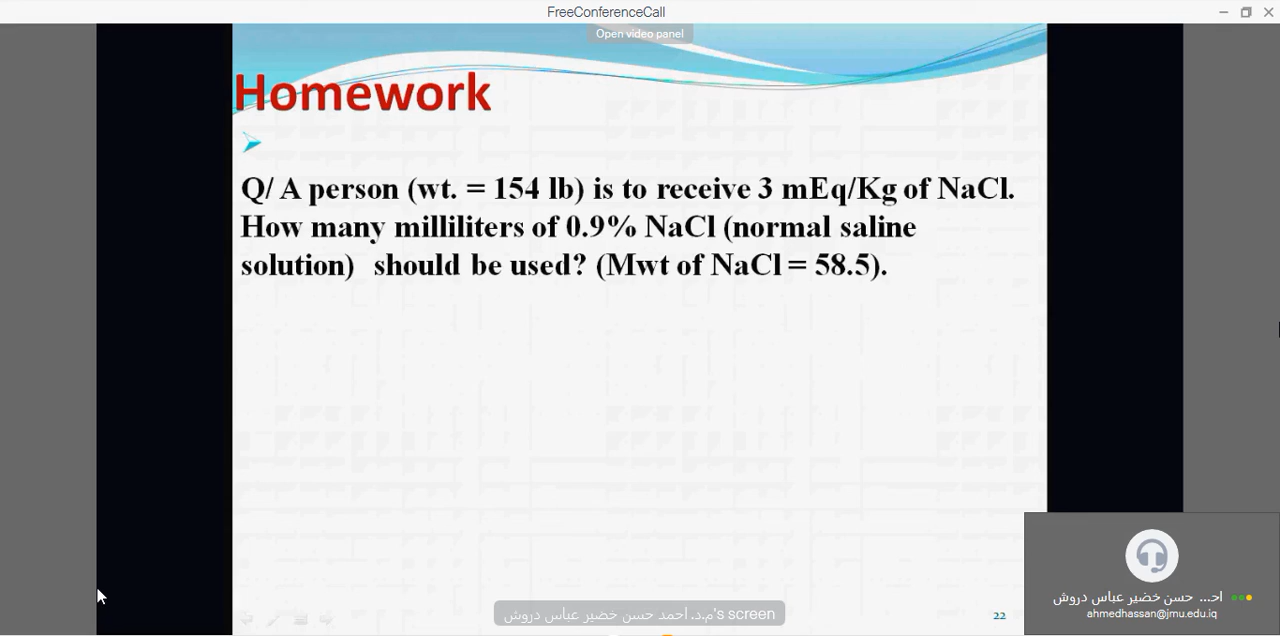 FreeConferenceCall
Open video panel
Homework
Q/ A person (wt. = 154 lb) is to receive 3 mEq/Kg of NaCl.
How many milliliters of 0.9% NaCl (normal saline
solution) should be used? (Mwt of NaCl = 58.5).
احـ... حسن خضير عباس دروش
ahmedhassan@jmu.edu.iq
م.د. احمد حسن خضير عباس دروش's screen
22